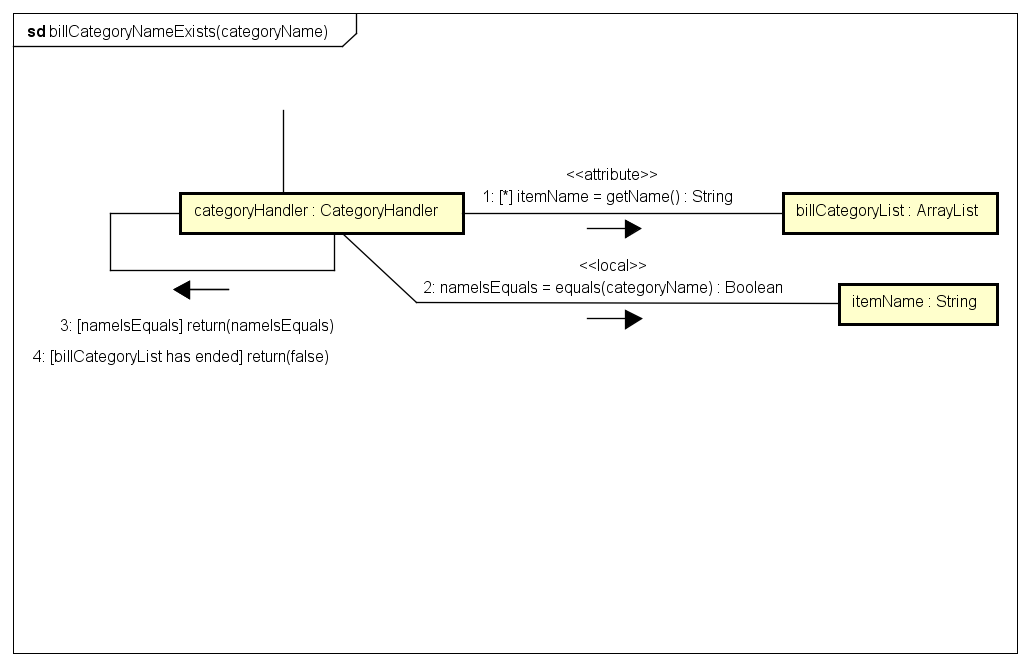 sd billCategoryNameExists(categoryName)
<<attribute>>
1: [*] itemName = getName() : String
categoryHandler : CategoryHandler
billCategoryList : ArrayList
<<local>>
2: nameIsEquals = equals(categoryName) : Boolean
itemName : String
3: [nameIsEquals] return(nameIsEquals)
4: [billCategoryList has ended] return(false)